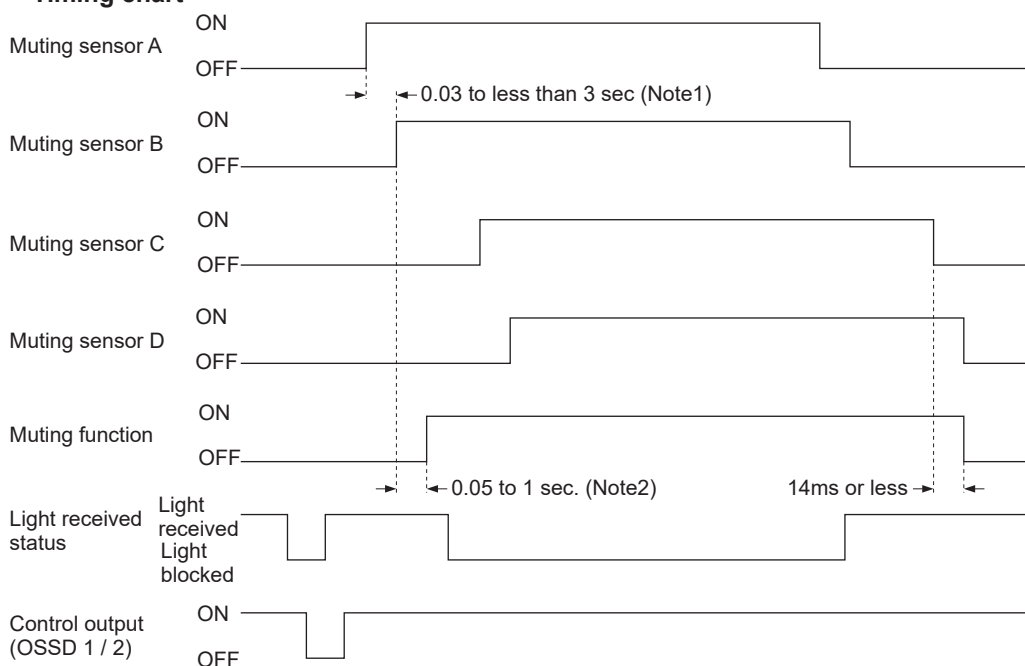 ON
Muting sensor A
OFF
0.03 to less than 3 sec (Note1)
ON
Muting sensor B
OFF
ON
Muting sensor C
OFF
ON
Muting sensor D
OFF
ON
Muting function
OFF
0.05 to 1 sec. (Note2)
14ms or less
Light received
status
Light
received
Light
blocked
ON
Control output
(OSSD 1 / 2)
OFF